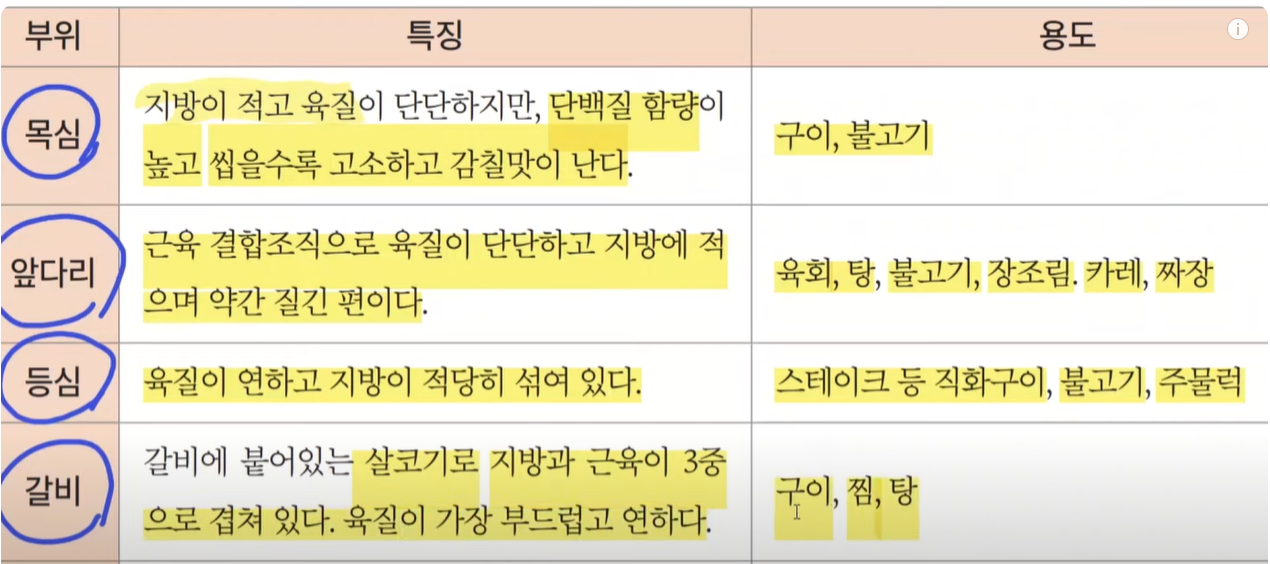 부위 특징 용도
목심 지방이 적고 육질이 단단하지만, 단백질 함량이
높고 씹을수록 고소하고 감칠맛이 난다. 구이, 불고기
앞다리 근육 결합조직으로 육질이 단단하고 지방에 적
으며 약간 질긴 편이다. 육회, 탕, 불고기, 장조림. 카레, 짜장
등심 육질이 연하고 지방이 적당히 섞여 있다. 스테이크 등 직화구이, 불고기, 주물럭
갈비 갈비에 붙어있는 살코기로 지방과 근육이 3중
으로 겹쳐 있다. 육질이 가장 부드럽고 연하다. 구이, 찜, 탕